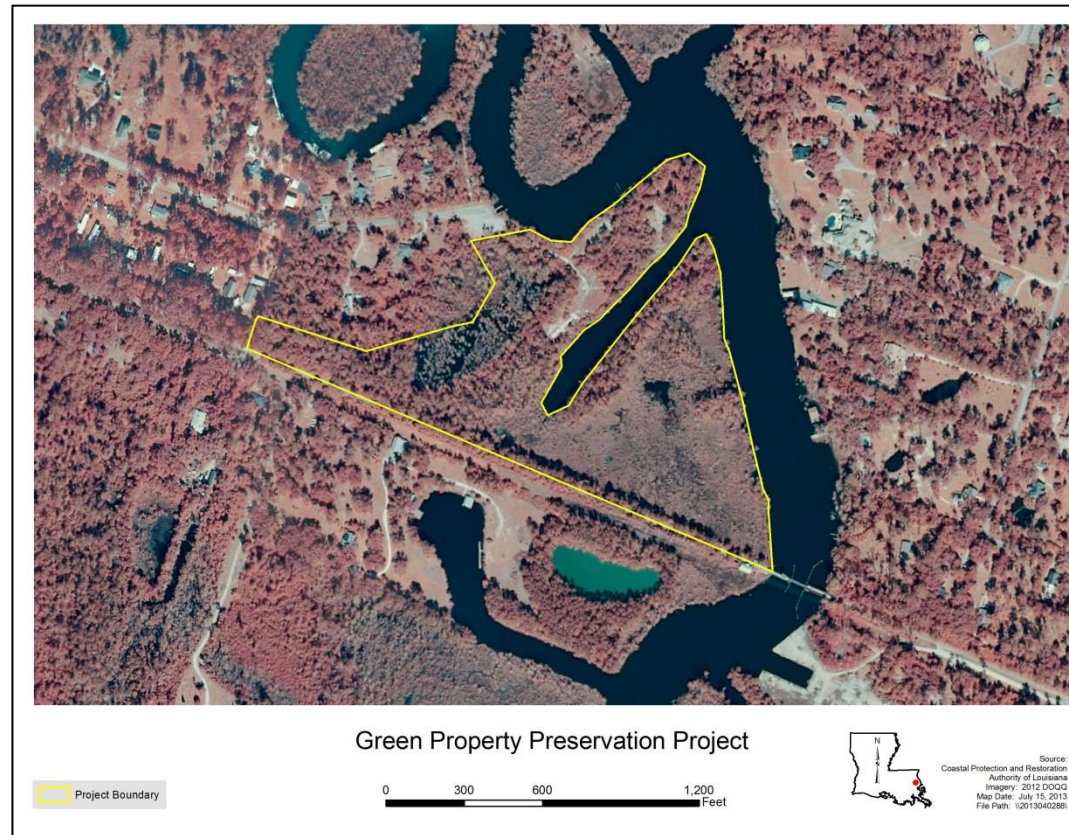 Green Property Preservation Project
Project Boundary
0 300 600 1,200
Feet
N
Source:
Coastal Protection and Restoration
Authority of Louisiana
Imagery: 2012 DOQQ
Map Date: July 15, 2013
File Path: \\2013040288\